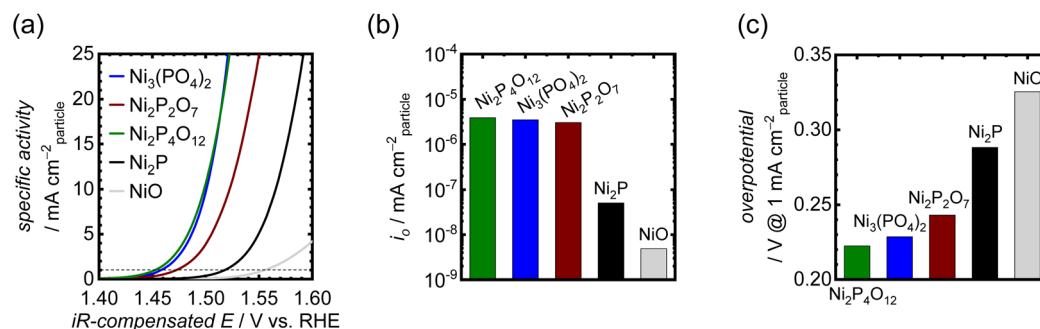 (a)
specific activity
/ mA cm⁻²particle
25
20
15
10
5
0
Ni₃(PO₄)₂
Ni₂P₂O₇
Ni₂P₄O₁₂
Ni₂P
NiO
1.40 1.45 1.50 1.55 1.60
iR-compensated E / V vs. RHE
(b)
iₒ / mA cm⁻²particle
10⁻⁴
10⁻⁵
10⁻⁶
10⁻⁷
10⁻⁸
10⁻⁹
Ni₂P₄O₁₂
Ni₃(PO₄)₂
Ni₂P₂O₇
Ni₂P
NiO
(c)
overpotential
/ V @ 1 mA cm⁻²particle
0.35
0.30
0.25
0.20
NiO
Ni₂P
Ni₂P₂O₇
Ni₃(PO₄)₂
Ni₂P₄O₁₂